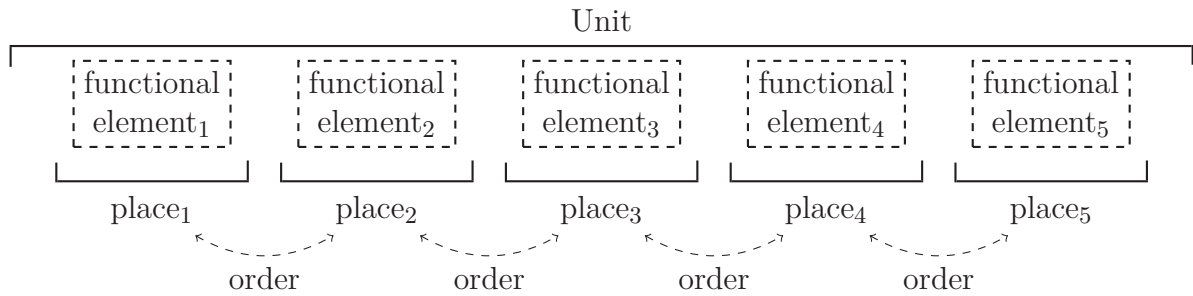 Unit
functional functional functional functional functional
element₁ element₂ element₃ element₄ element₅
place₁ place₂ place₃ place₄ place₅
order order order order